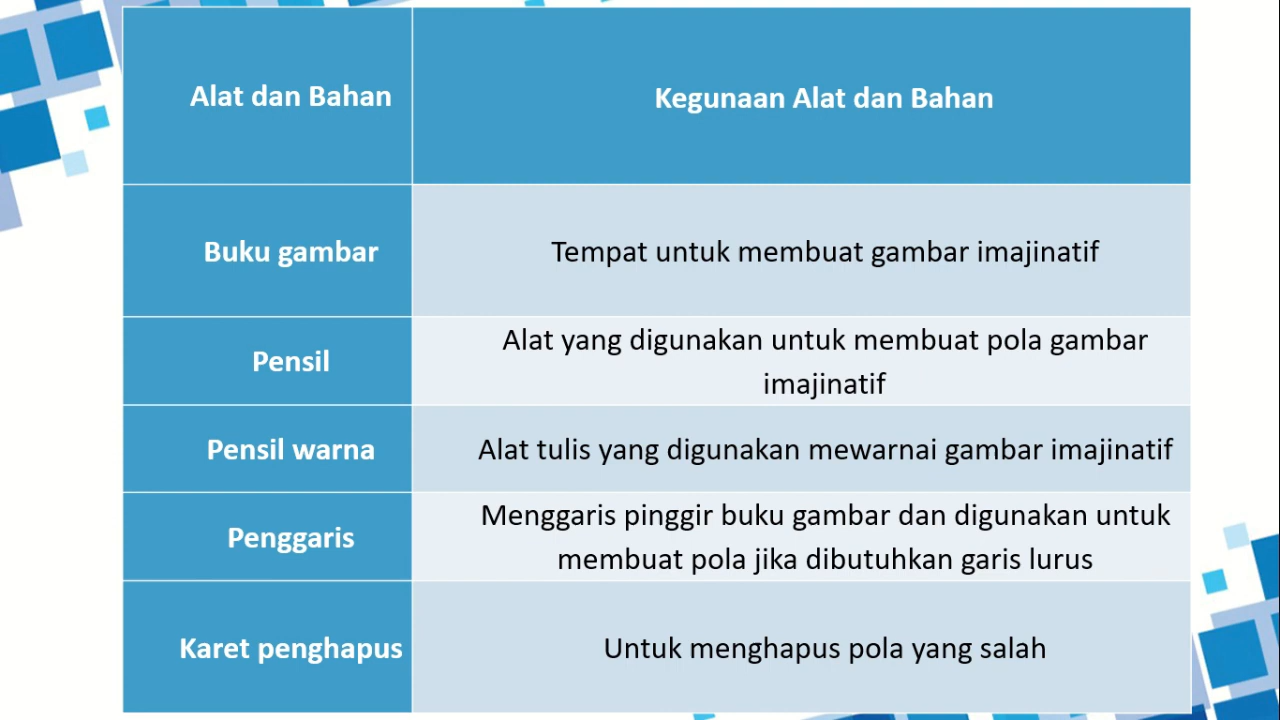 Alat dan Bahan
Kegunaan Alat dan Bahan
Buku gambar
Tempat untuk membuat gambar imajinatif
Pensil
Alat yang digunakan untuk membuat pola gambar
imajinatif
Pensil warna
Alat tulis yang digunakan mewarnai gambar imajinatif
Penggaris
Menggaris pinggir buku gambar dan digunakan untuk
membuat pola jika dibutuhkan garis lurus
Karet penghapus
Untuk menghapus pola yang salah